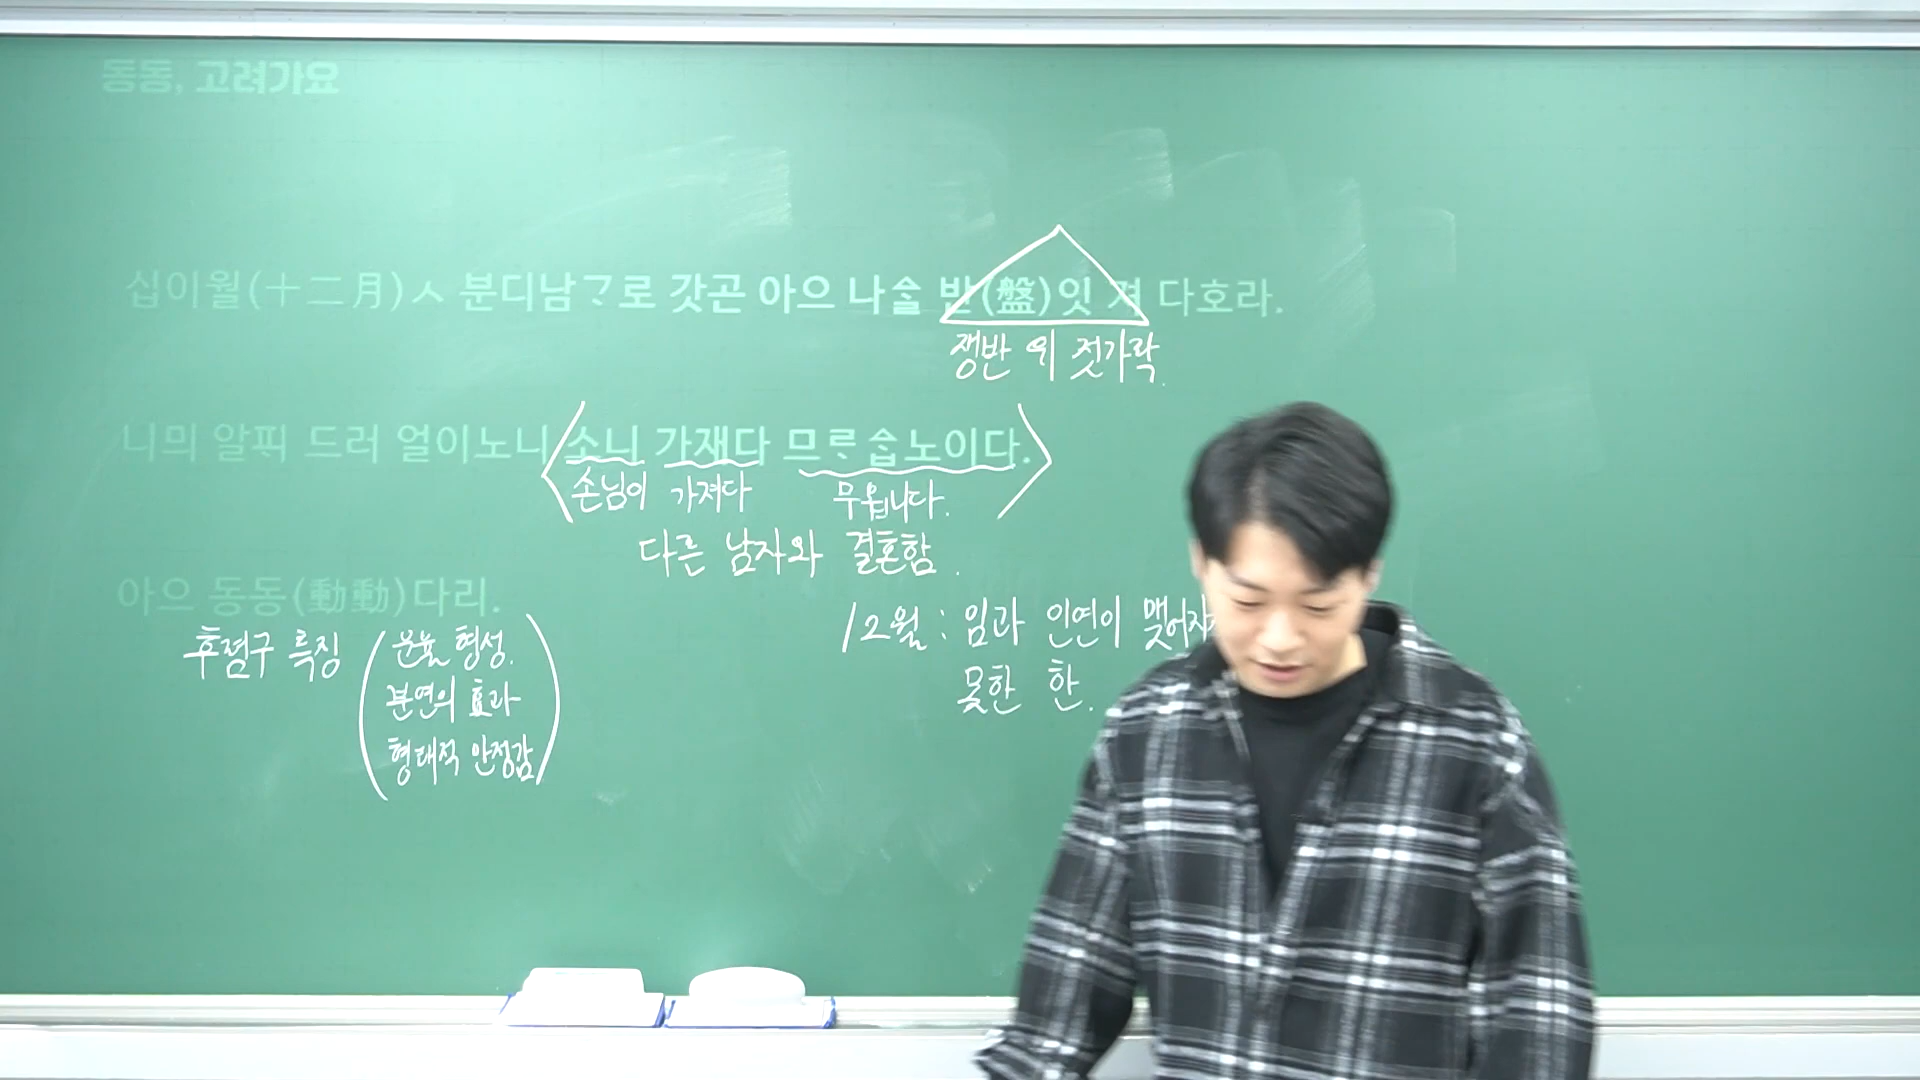 동동, 고려가요
십이월(十二月)ㅅ 분디남ᄀᆞ로 갓곤 아으 나ᅀᆞᆯ 반(盤)잇 져 다호라.
쟁반 위 젓가락.
니믜 알ᄑᆡ 드러 얼이노니 소니 가재다 므ᄅᆞᅀᆞᆸ노이다.
손님이 가져다 무옵니다.
다른 남자와 결혼함.
아으 동동(動動)다리.
후렴구 특징
운율 형성.
분연의 효과
형태적 안정감
12월 : 임과 인연이 맺어지
못한 한.